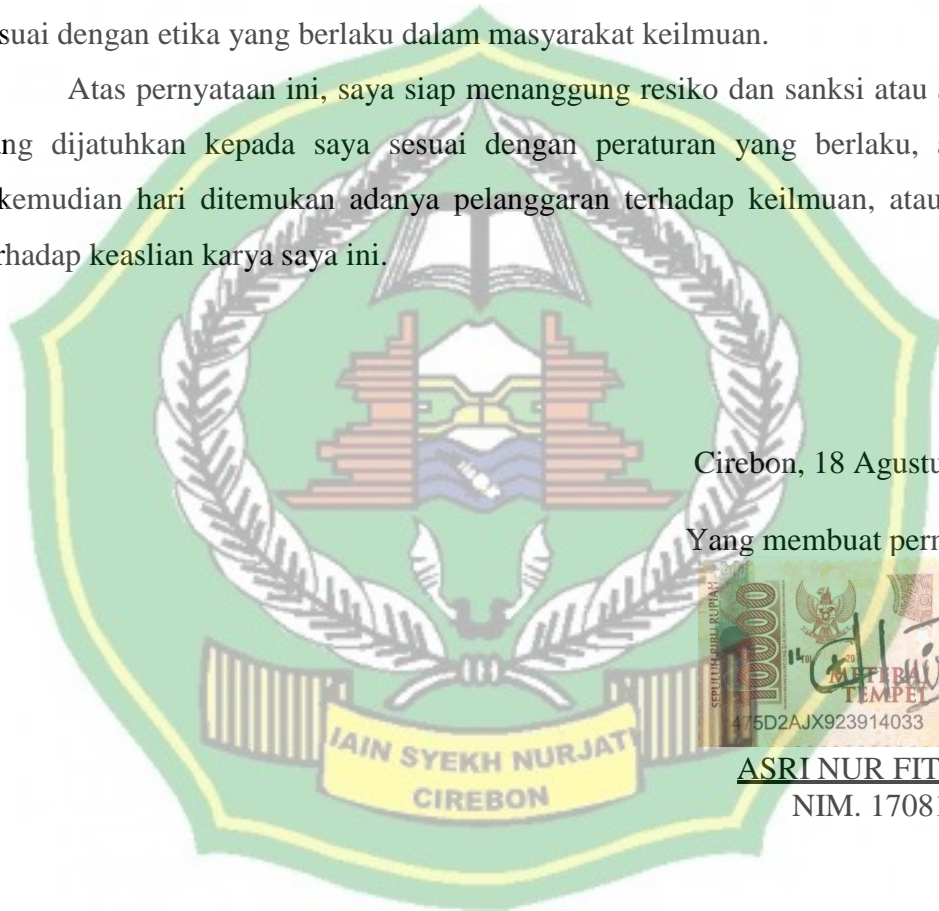 suai dengan etika yang berlaku dalam masyarakat keilmuan.
Atas pernyataan ini, saya siap menanggung resiko dan sanksi atau
ng dijatuhkan kepada saya sesuai dengan peraturan yang berlaku,
kemudian hari ditemukan adanya pelanggaran terhadap keilmuan, atau
rhadap keaslian karya saya ini.
Cirebon, 18 Agustu
Yang membuat pern
SEPULUH RIBU RUPIAH
10000
METERAI
TEMPEL
475D2AJX923914033
ASRI NUR FIT
NIM. 17081
IAIN SYEKH NURJATI
CIREBON